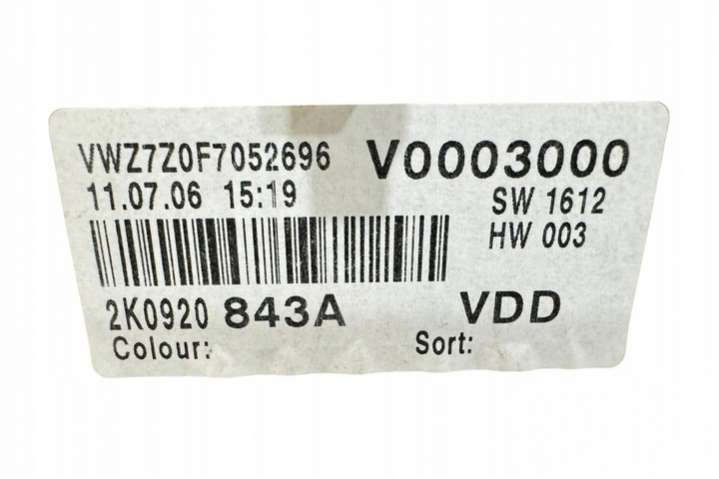 VWZ7Z0F7052696 V0003000
11.07.06 15:19 SW 1612
HW 003
2K0920 843A VDD
Colour: Sort: